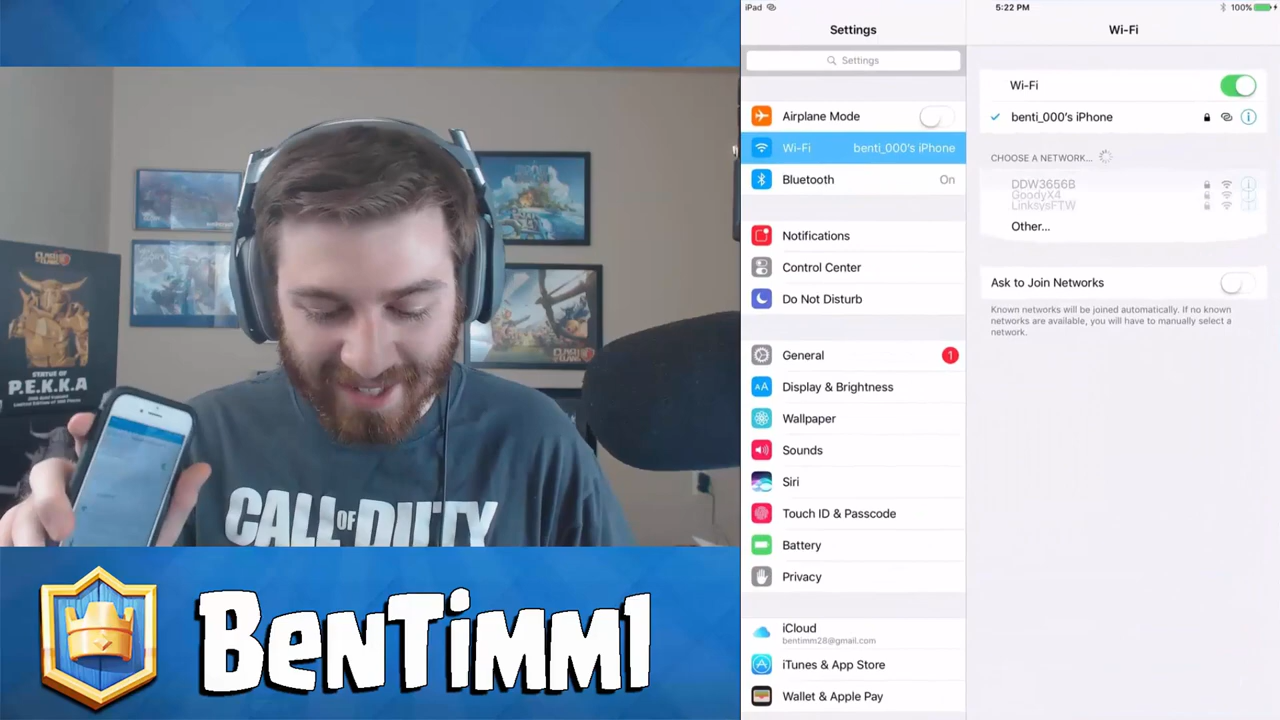 iPad
5:22 PM
100%
Settings
Wi-Fi
Settings
Airplane Mode
Wi-Fi benti_000's iPhone
Bluetooth On
Notifications
Control Center
Do Not Disturb
General 1
Display & Brightness
Wallpaper
Sounds
Siri
Touch ID & Passcode
Battery
Privacy
iCloud
bentimm28@gmail.com
iTunes & App Store
Wallet & Apple Pay
Wi-Fi
benti_000's iPhone
CHOOSE A NETWORK...
DDW3656B
GoodyX4
LinksysFTW
Other...
Ask to Join Networks
Known networks will be joined automatically. If no known
networks are available, you will have to manually select a
network.
STATUE OF
P.E.K.K.A
CALL OF DUTY
BenTimm1